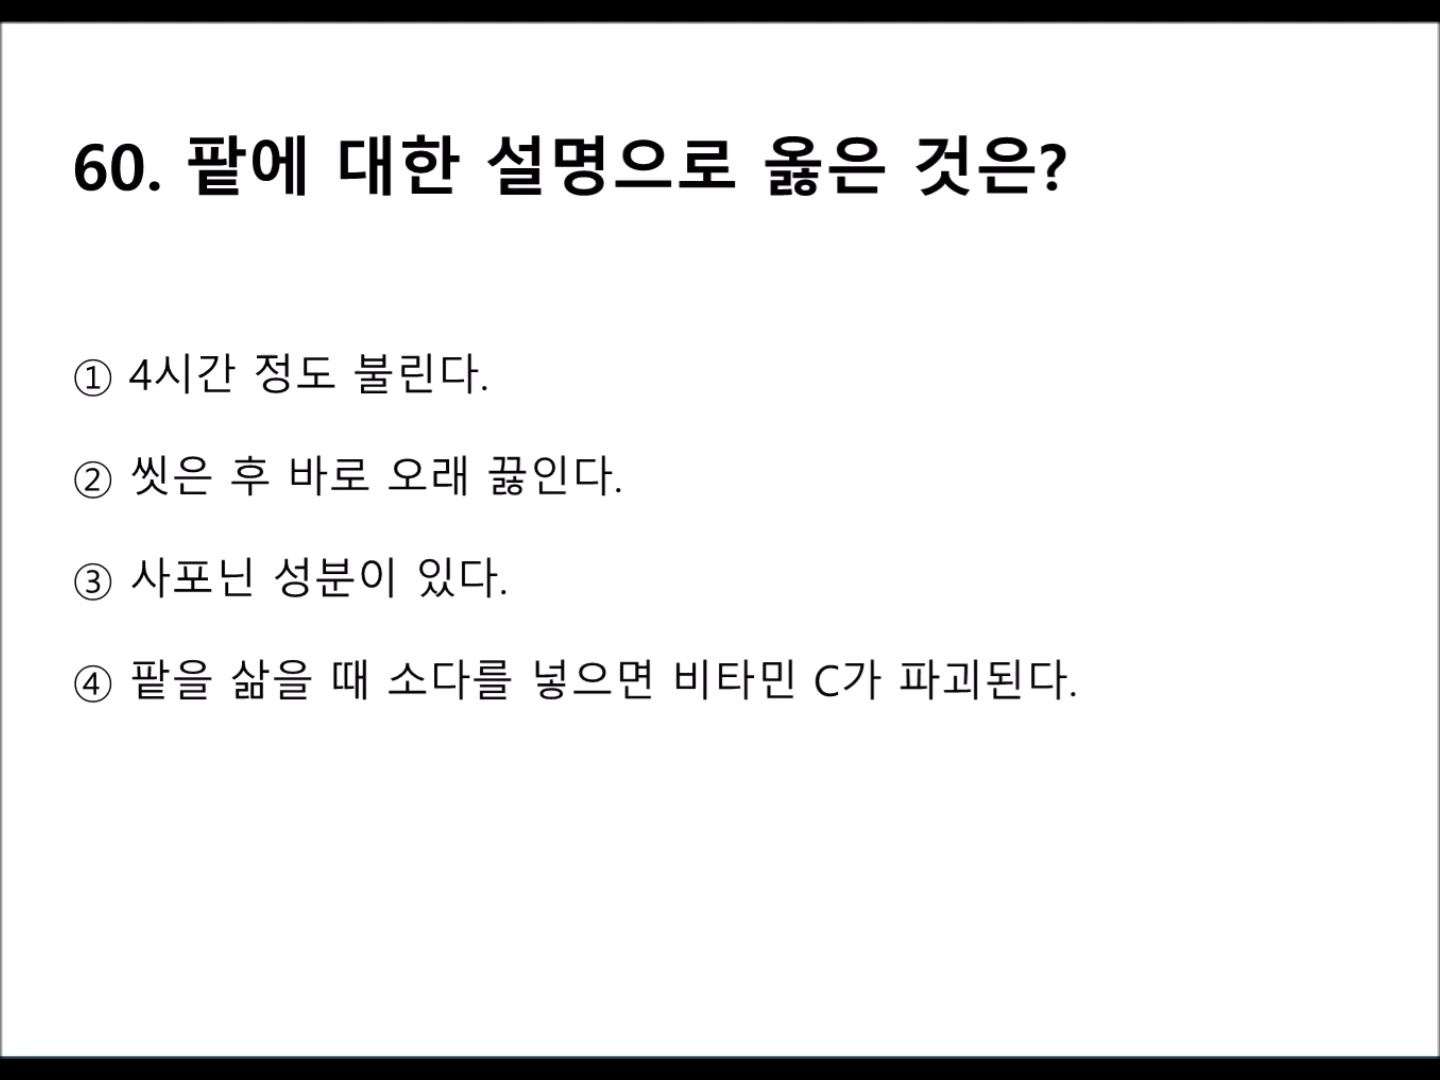 60. 팥에 대한 설명으로 옳은 것은?
① 4시간 정도 불린다.
② 씻은 후 바로 오래 끓인다.
③ 사포닌 성분이 있다.
④ 팥을 삶을 때 소다를 넣으면 비타민 C가 파괴된다.